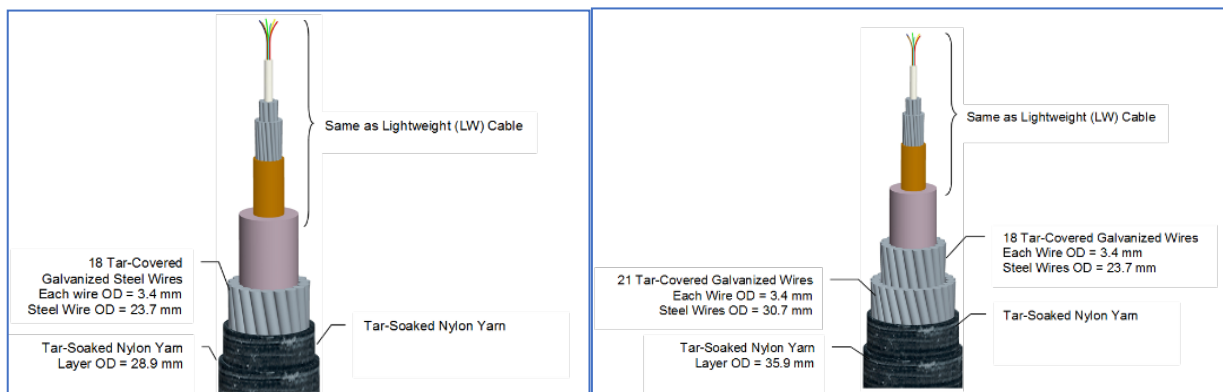 Same as Lightweight (LW) Cable
18 Tar-Covered
Galvanized Steel Wires
Each wire OD = 3.4 mm
Steel Wire OD = 23.7 mm
Tar-Soaked Nylon Yarn
Tar-Soaked Nylon Yarn
Layer OD = 28.9 mm
Same as Lightweight (LW) Cable
18 Tar-Covered Galvanized Wires
Each Wire OD = 3.4 mm
Steel Wires OD = 23.7 mm
21 Tar-Covered Galvanized Wires
Each Wire OD = 3.4 mm
Steel Wires OD = 30.7 mm
Tar-Soaked Nylon Yarn
Tar-Soaked Nylon Yarn
Layer OD = 35.9 mm